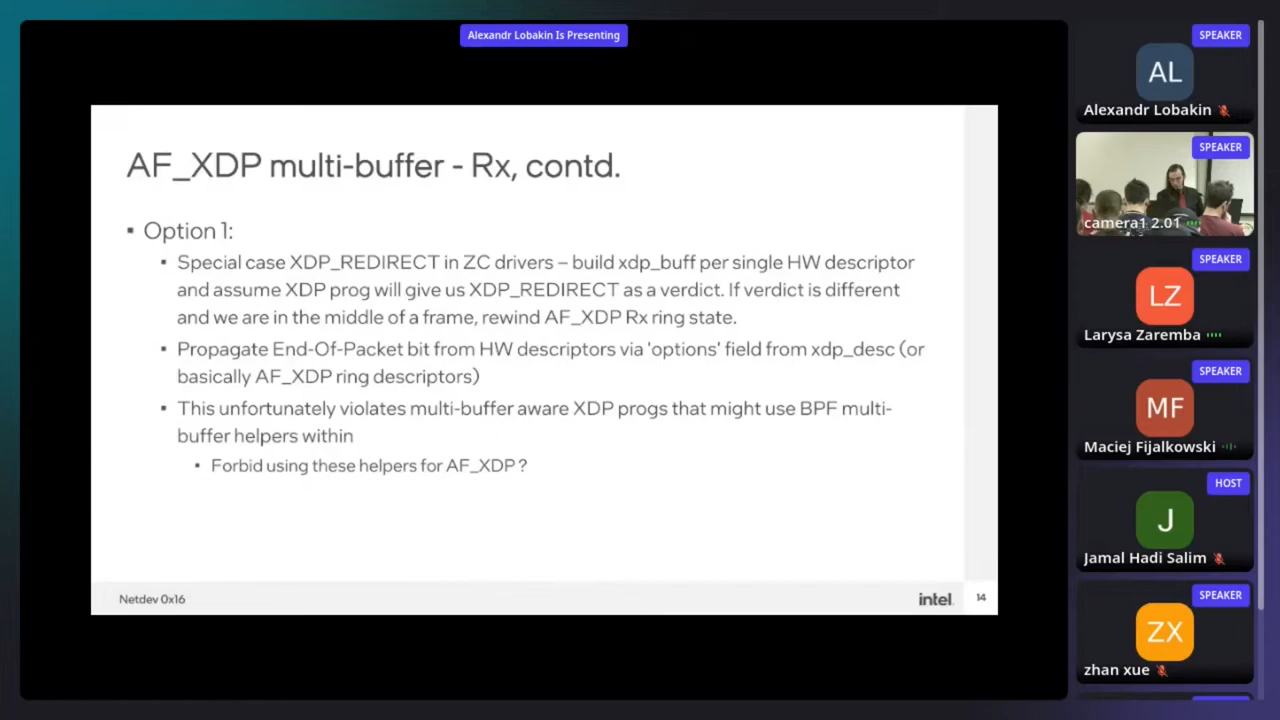 Alexandr Lobakin Is Presenting
AF_XDP multi-buffer - Rx, contd.
▪ Option 1:
▪ Special case XDP_REDIRECT in ZC drivers – build xdp_buff per single HW descriptor
and assume XDP prog will give us XDP_REDIRECT as a verdict. If verdict is different
and we are in the middle of a frame, rewind AF_XDP Rx ring state.
▪ Propagate End-Of-Packet bit from HW descriptors via 'options' field from xdp_desc (or
basically AF_XDP ring descriptors)
▪ This unfortunately violates multi-buffer aware XDP progs that might use BPF multi-
buffer helpers within
▪ Forbid using these helpers for AF_XDP?
Netdev 0x16
intel.
14
SPEAKER
AL
Alexandr Lobakin
SPEAKER
camera1 2.01
SPEAKER
LZ
Larysa Zaremba
SPEAKER
MF
Maciej Fijalkowski
HOST
J
Jamal Hadi Salim
SPEAKER
ZX
zhan xue